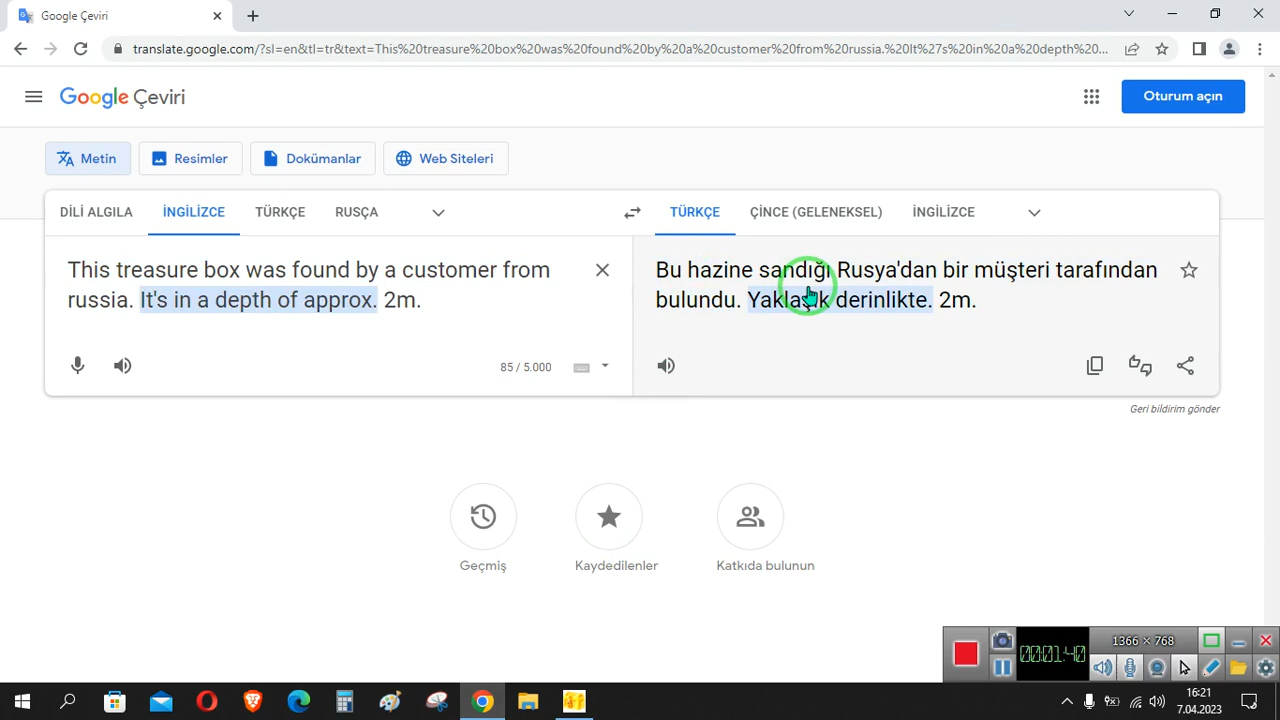 Google Çeviri
translate.google.com/?sl=en&tl=tr&text=This%20treasure%20box%20was%20found%20by%20a%20customer%20from%20russia.%20It%27s%20in%20a%20depth%20...
Google Çeviri
Oturum açın
Metin
Resimler
Dokümanlar
Web Siteleri
DİLİ ALGILA
İNGİLİZCE
TÜRKÇE
RUSÇA
TÜRKÇE
ÇİNCE (GELENEKSEL)
İNGİLİZCE
This treasure box was found by a customer from
russia. It's in a depth of approx. 2m.
85 / 5.000
Bu hazine sandığı Rusya'dan bir müşteri tarafından
bulundu. Yaklaşık derinlikte. 2m.
Geri bildirim gönder
Geçmiş
Kaydedilenler
Katkıda bulunun
00:01:40
1366 × 768
16:21
7.04.2023